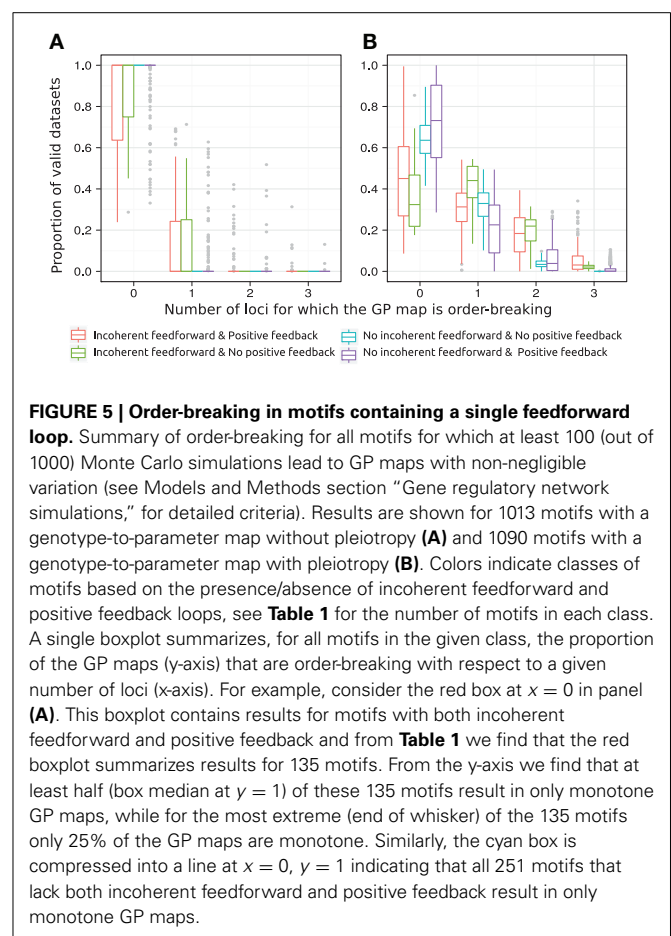 A
B
1.0
0.8
0.6
0.4
0.2
0.0
1.0
0.8
0.6
0.4
0.2
0.0
Proportion of valid datasets
0 1 2 3
0 1 2 3
Number of loci for which the GP map is order-breaking
Incoherent feedforward & Positive feedback
No incoherent feedforward & No positive feedback
Incoherent feedforward & No positive feedback
No incoherent feedforward & Positive feedback
FIGURE 5 | Order-breaking in motifs containing a single feedforward
loop. Summary of order-breaking for all motifs for which at least 100 (out of
1000) Monte Carlo simulations lead to GP maps with non-negligible
variation (see Models and Methods section “Gene regulatory network
simulations,” for detailed criteria). Results are shown for 1013 motifs with a
genotype-to-parameter map without pleiotropy (A) and 1090 motifs with a
genotype-to-parameter map with pleiotropy (B). Colors indicate classes of
motifs based on the presence/absence of incoherent feedforward and
positive feedback loops, see Table 1 for the number of motifs in each class.
A single boxplot summarizes, for all motifs in the given class, the proportion
of the GP maps (y-axis) that are order-breaking with respect to a given
number of loci (x-axis). For example, consider the red box at x = 0 in panel
(A). This boxplot contains results for motifs with both incoherent
feedforward and positive feedback and from Table 1 we find that the red
boxplot summarizes results for 135 motifs. From the y-axis we find that at
least half (box median at y = 1) of these 135 motifs result in only monotone
GP maps, while for the most extreme (end of whisker) of the 135 motifs
only 25% of the GP maps are monotone. Similarly, the cyan box is
compressed into a line at x = 0, y = 1 indicating that all 251 motifs that
lack both incoherent feedforward and positive feedback result in only
monotone GP maps.